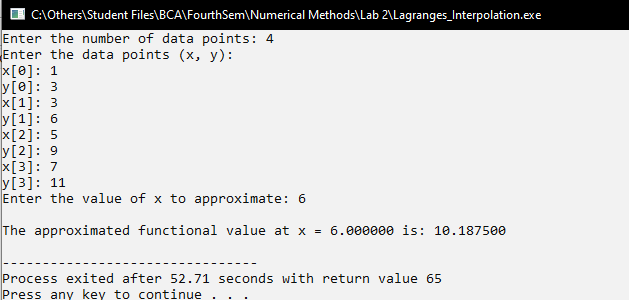 C:\Others\Student Files\BCA\FourthSem\Numerical Methods\Lab 2\Lagranges_Interpolation.exe
Enter the number of data points: 4
Enter the data points (x, y):
x[0]: 1
y[0]: 3
x[1]: 3
y[1]: 6
x[2]: 5
y[2]: 9
x[3]: 7
y[3]: 11
Enter the value of x to approximate: 6
The approximated functional value at x = 6.000000 is: 10.187500
--------------------------------
Process exited after 52.71 seconds with return value 65
Press any key to continue . . .